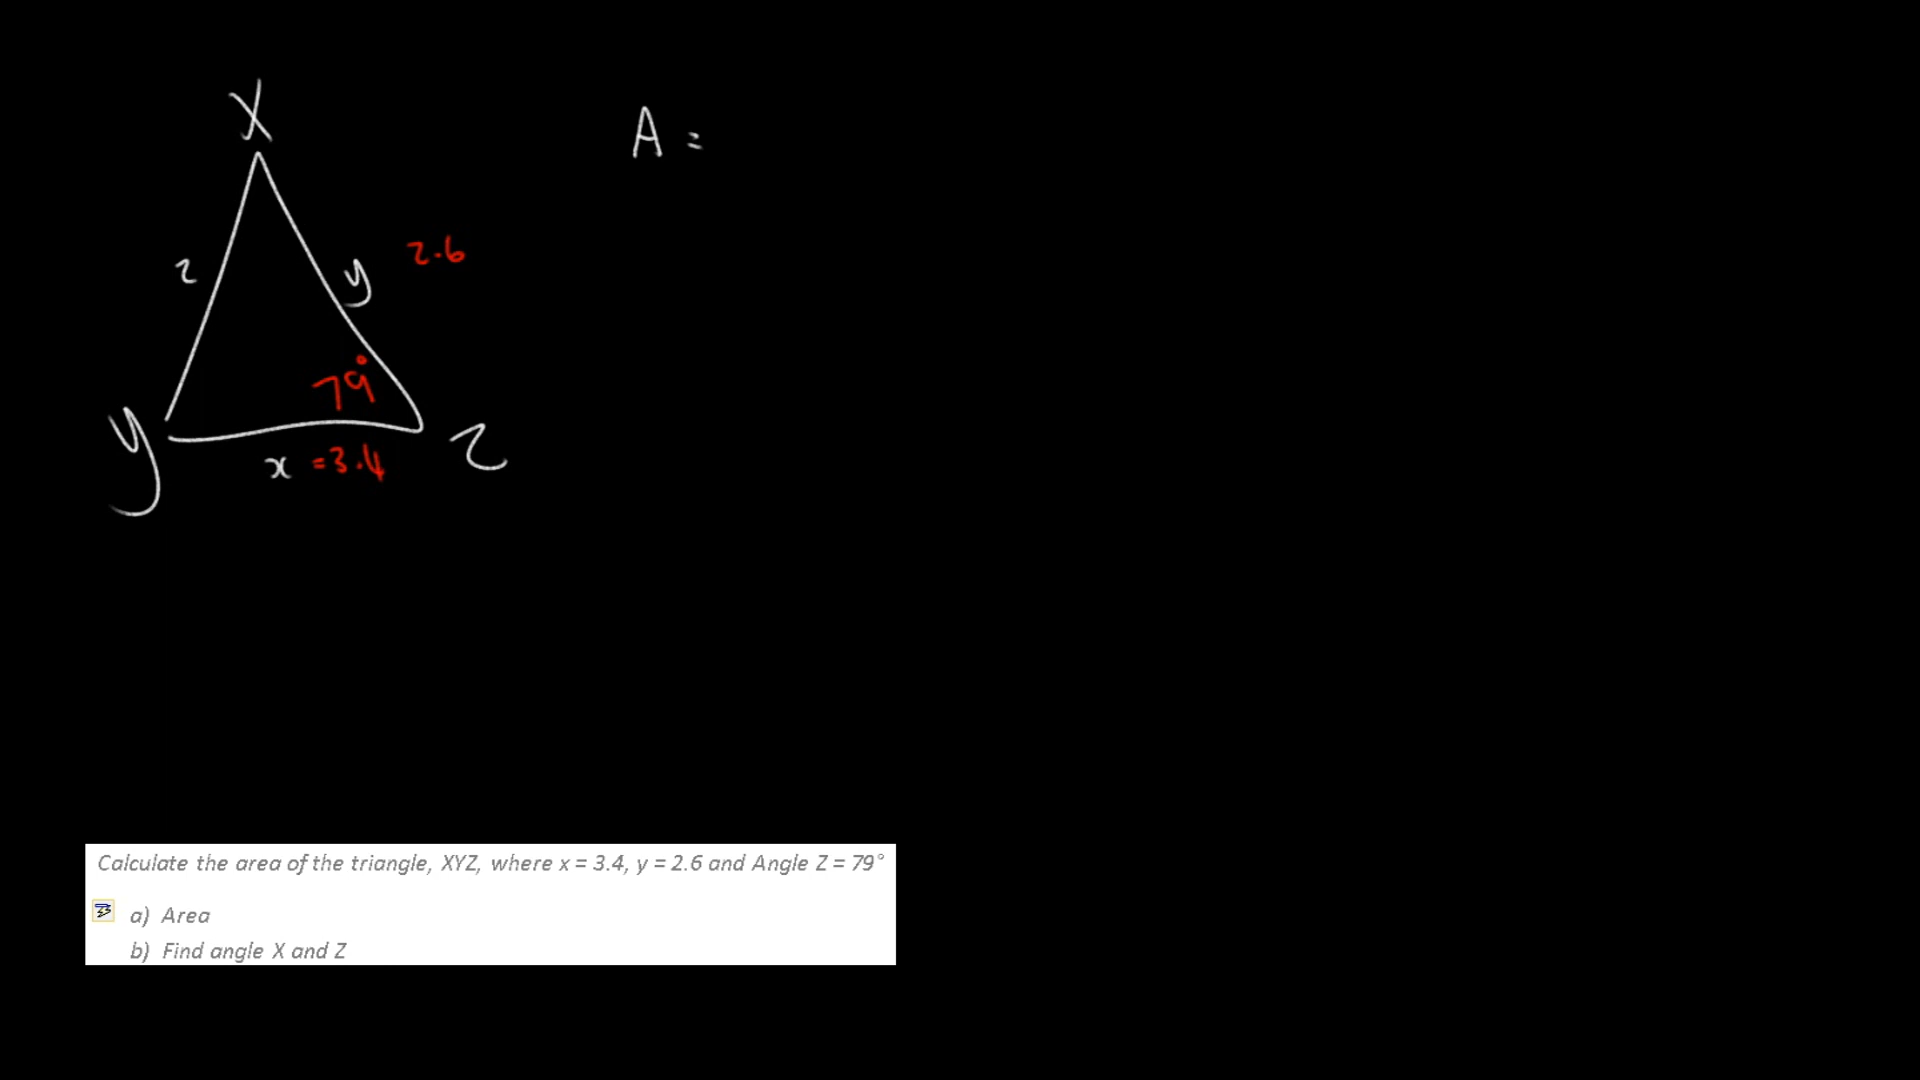 X
A =
z
y 2.6
79°
y
z
x = 3.4
Calculate the area of the triangle, XYZ, where x = 3.4, y = 2.6 and Angle Z = 79°
a) Area
b) Find angle X and Z